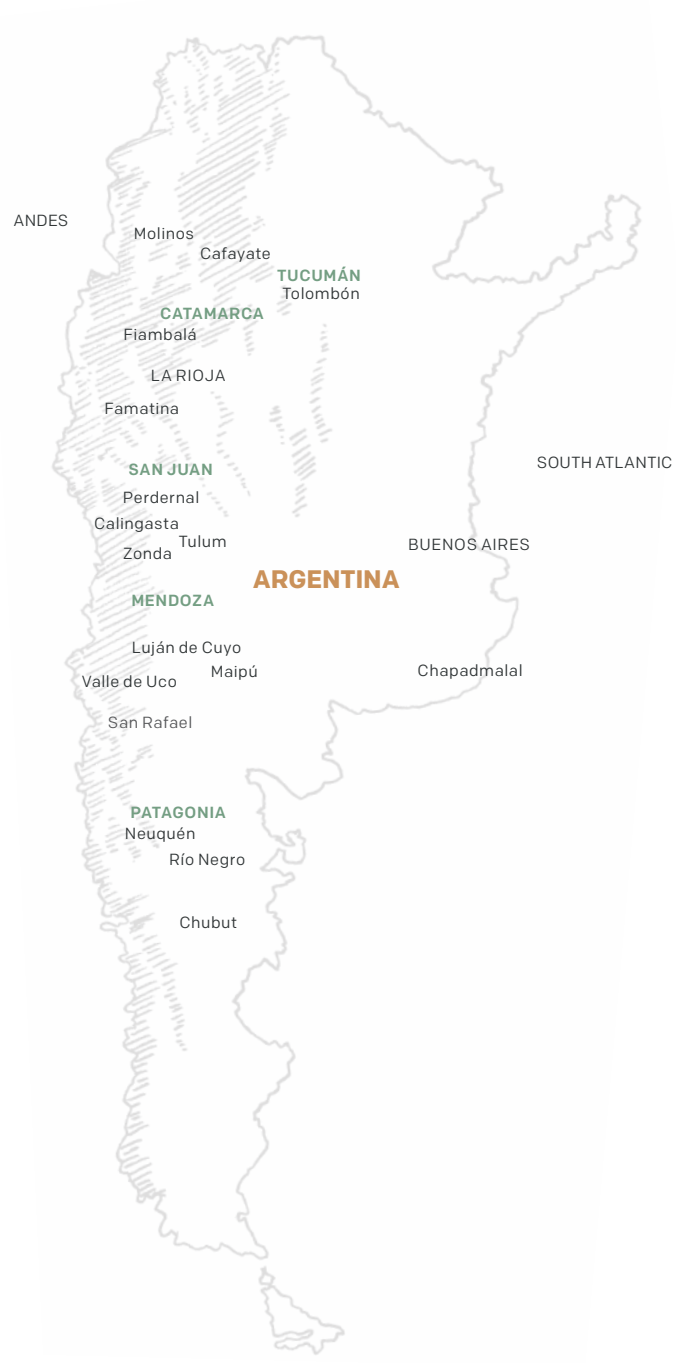 ANDES
Molinos
Cafayate
TUCUMÁN
Tolombón
CATAMARCA
Fiambalá
LA RIOJA
Famatina
SOUTH ATLANTIC
SAN JUAN
Perdernal
Calingasta
Tulum
Zonda
BUENOS AIRES
ARGENTINA
MENDOZA
Luján de Cuyo
Maipú
Chapadmalal
Valle de Uco
San Rafael
PATAGONIA
Neuquén
Río Negro
Chubut